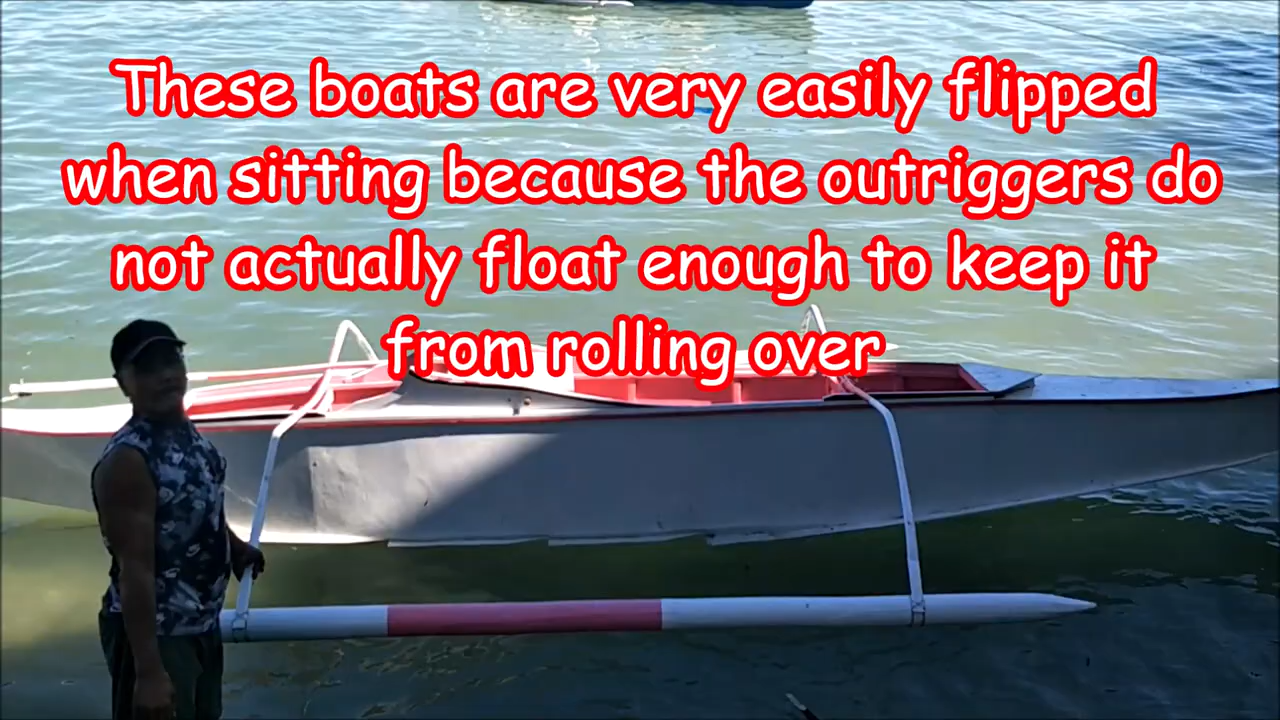 These boats are very easily flipped
when sitting because the outriggers do
not actually float enough to keep it
from rolling over